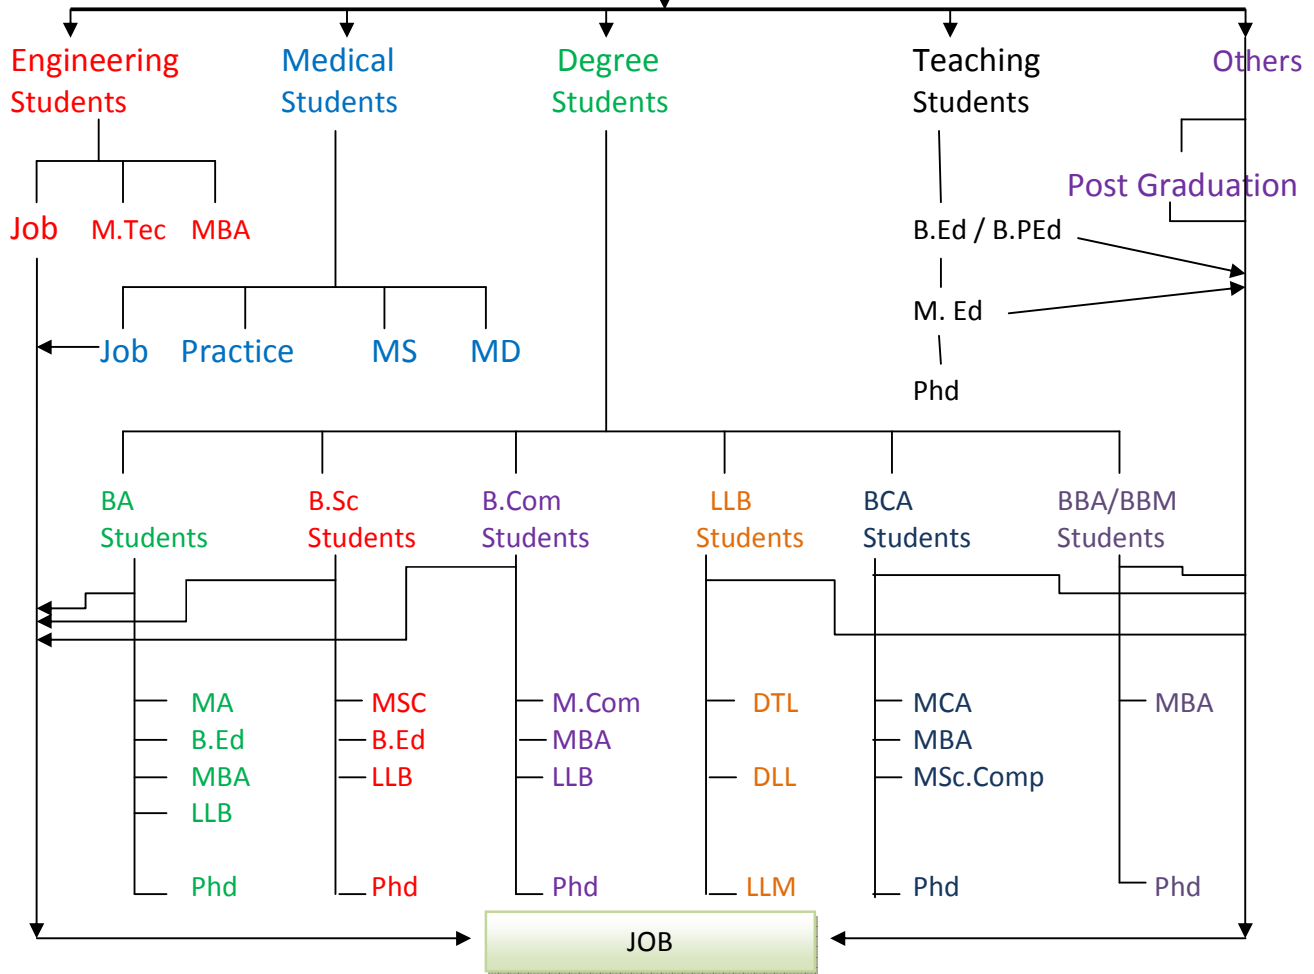 Engineering
Students
Medical
Students
Degree
Students
Teaching
Students
Others
Post Graduation
Job
M.Tec
MBA
B.Ed / B.PEd
M. Ed
Phd
Job
Practice
MS
MD
BA
Students
B.Sc
Students
B.Com
Students
LLB
Students
BCA
Students
BBA/BBM
Students
MA
B.Ed
MBA
LLB
Phd
MSC
B.Ed
LLB
Phd
M.Com
MBA
LLB
Phd
DTL
DLL
LLM
MCA
MBA
MSc.Comp
Phd
MBA
Phd
JOB